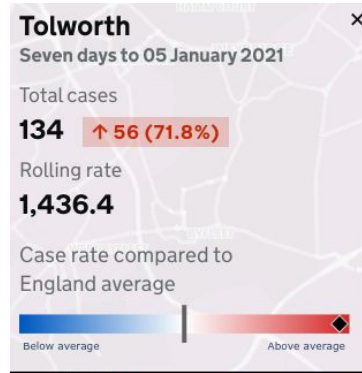 Tolworth
×
Seven days to 05 January 2021
Total cases
134 ↑ 56 (71.8%)
Rolling rate
1,436.4
Case rate compared to
England average
Below average Above average